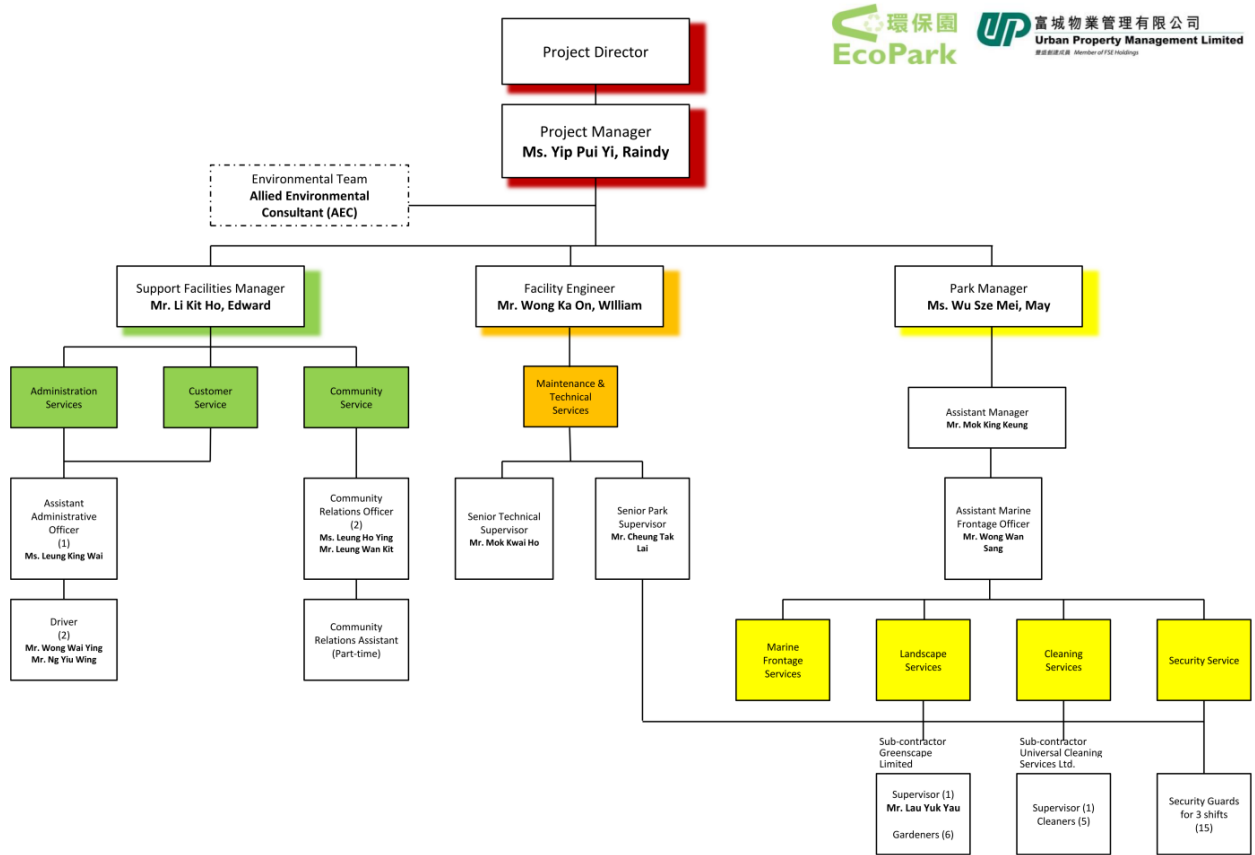 環保園
EcoPark
UP
富城物業管理有限公司
Urban Property Management Limited
豐盛創建成員 Member of FSE Holdings
Project Director
Project Manager
Ms. Yip Pui Yi, Raindy
Environmental Team
Allied Environmental
Consultant (AEC)
Support Facilities Manager
Mr. Li Kit Ho, Edward
Facility Engineer
Mr. Wong Ka On, WIlliam
Park Manager
Ms. Wu Sze Mei, May
Administration
Services
Customer
Service
Community
Service
Maintenance &
Technical
Services
Assistant Manager
Mr. Mok King Keung
Assistant
Administrative
Officer
(1)
Ms. Leung King Wai
Community
Relations Officer
(2)
Ms. Leung Ho Ying
Mr. Leung Wan Kit
Senior Technical
Supervisor
Mr. Mok Kwai Ho
Senior Park
Supervisor
Mr. Cheung Tak
Lai
Assistant Marine
Frontage Officer
Mr. Wong Wan
Sang
Driver
(2)
Mr. Wong Wai Ying
Mr. Ng Yiu Wing
Community
Relations Assistant
(Part-time)
Marine
Frontage
Services
Landscape
Services
Cleaning
Services
Security Service
Sub-contractor
Greenscape
Limited
Sub-contractor
Universal Cleaning
Services Ltd.
Supervisor (1)
Mr. Lau Yuk Yau
Gardeners (6)
Supervisor (1)
Cleaners (5)
Security Guards
for 3 shifts
(15)